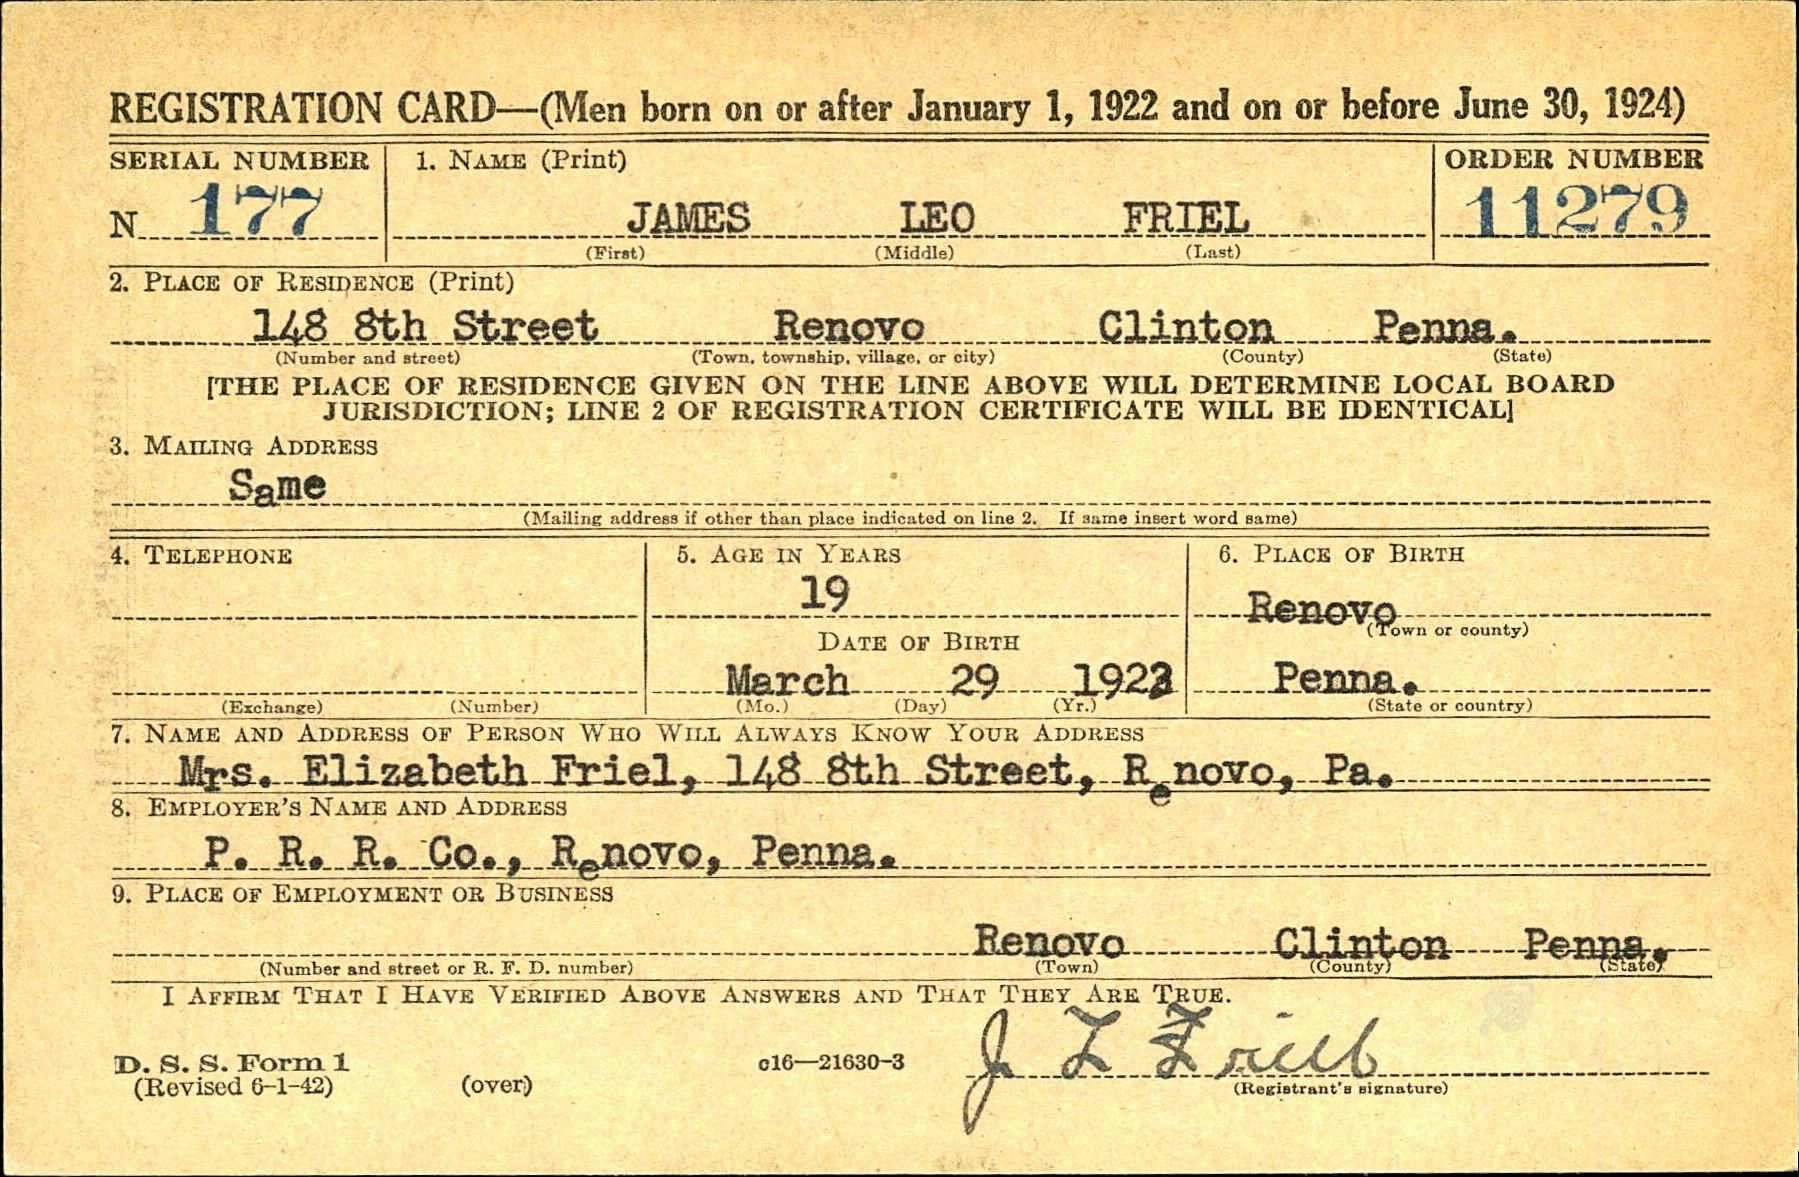 REGISTRATION CARD—(Men born on or after January 1, 1922 and on or before June 30, 1924)
SERIAL NUMBER 1. NAME (Print) ORDER NUMBER
N 177 JAMES LEO FRIEL 11279
(First) (Middle) (Last)
2. PLACE OF RESIDENCE (Print)
148 8th Street Renovo Clinton Penna.
(Number and street) (Town, township, village, or city) (County) (State)
[THE PLACE OF RESIDENCE GIVEN ON THE LINE ABOVE WILL DETERMINE LOCAL BOARD
JURISDICTION; LINE 2 OF REGISTRATION CERTIFICATE WILL BE IDENTICAL]
3. MAILING ADDRESS
Same
(Mailing address if other than place indicated on line 2. If same insert word same)
4. TELEPHONE 5. AGE IN YEARS 6. PLACE OF BIRTH
19 Renovo
(Town or county)
DATE OF BIRTH
March 29 Penna.
(Exchange) (Number) (Mo.) (Day) (Yr.) (State or country)
7. NAME AND ADDRESS OF PERSON WHO WILL ALWAYS KNOW YOUR ADDRESS
Mrs. Elizabeth Friel, 148 8th Street, Renovo, Pa.
8. EMPLOYER'S NAME AND ADDRESS
P. R. R. Co., Renovo, Penna.
9. PLACE OF EMPLOYMENT OR BUSINESS
Renovo Clinton Penna.
(Number and street or R. F. D. number) (Town) (County) (State)
I AFFIRM THAT I HAVE VERIFIED ABOVE ANSWERS AND THAT THEY ARE TRUE.
D. S. S. Form 1 c16—21630-3 J L Friel
(Revised 6-1-42) (over) (Registrant's signature)